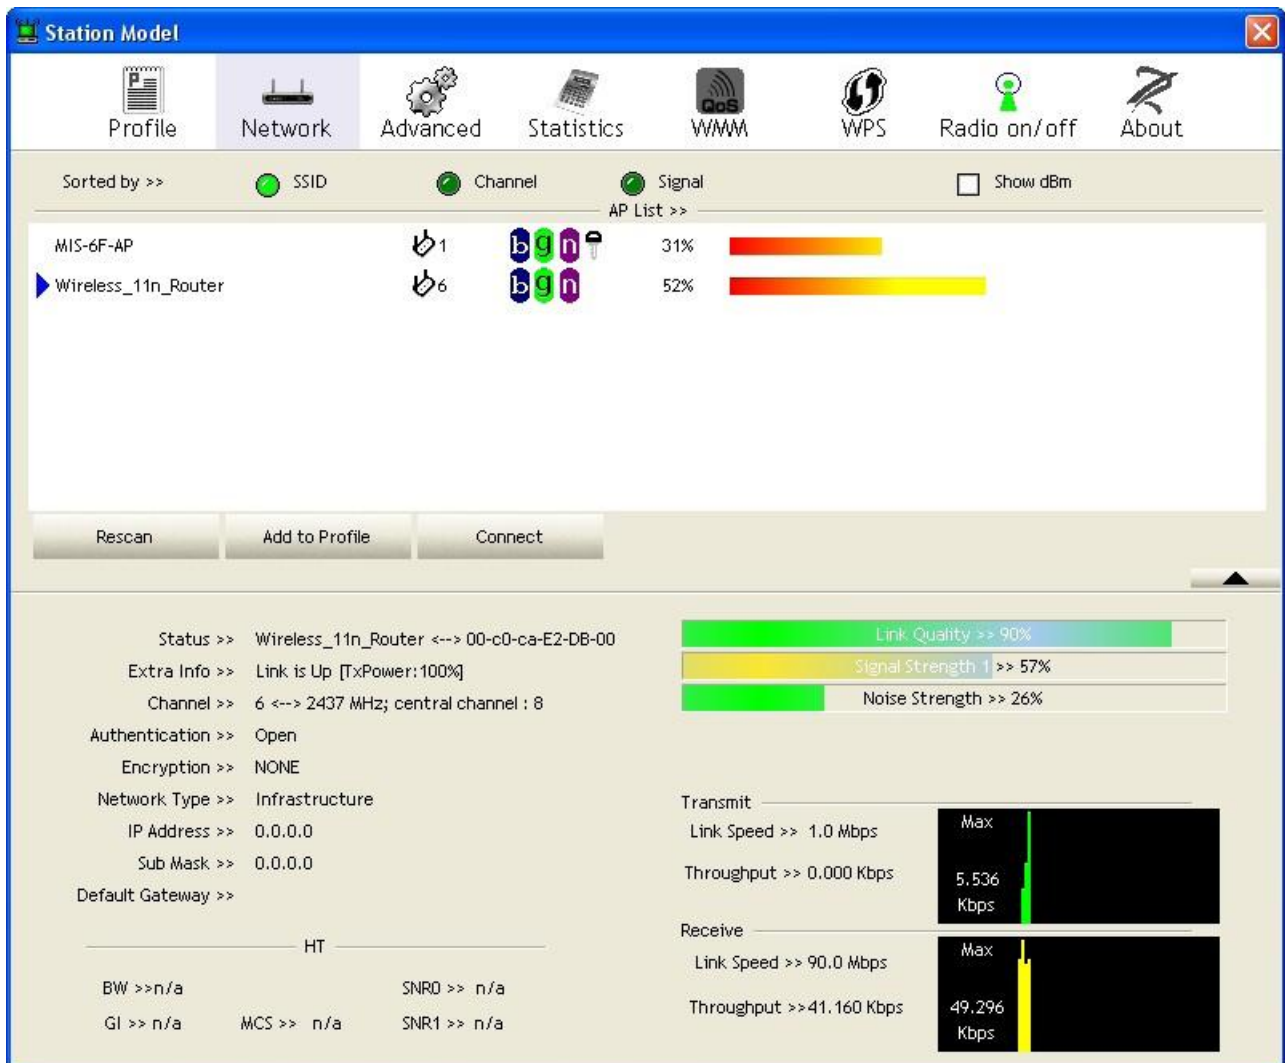 Station Model
Profile Network Advanced Statistics WMM WPS Radio on/off About
QoS
Sorted by >> SSID Channel Signal Show dBm
AP List >>
MIS-6F-AP 1 b g n 31%
Wireless_11n_Router 6 b g n 52%
Rescan Add to Profile Connect
Status >> Wireless_11n_Router <--> 00-c0-ca-E2-DB-00
Extra Info >> Link is Up [TxPower:100%]
Channel >> 6 <--> 2437 MHz; central channel : 8
Authentication >> Open
Encryption >> NONE
Network Type >> Infrastructure
IP Address >> 0.0.0.0
Sub Mask >> 0.0.0.0
Default Gateway >>
HT
BW >>n/a SNR0 >> n/a
GI >> n/a MCS >> n/a SNR1 >> n/a
Link Quality >> 90%
Signal Strength 1 >> 57%
Noise Strength >> 26%
Transmit
Link Speed >> 1.0 Mbps
Throughput >> 0.000 Kbps
Max
5.536
Kbps
Receive
Link Speed >> 90.0 Mbps
Throughput >>41.160 Kbps
Max
49.296
Kbps